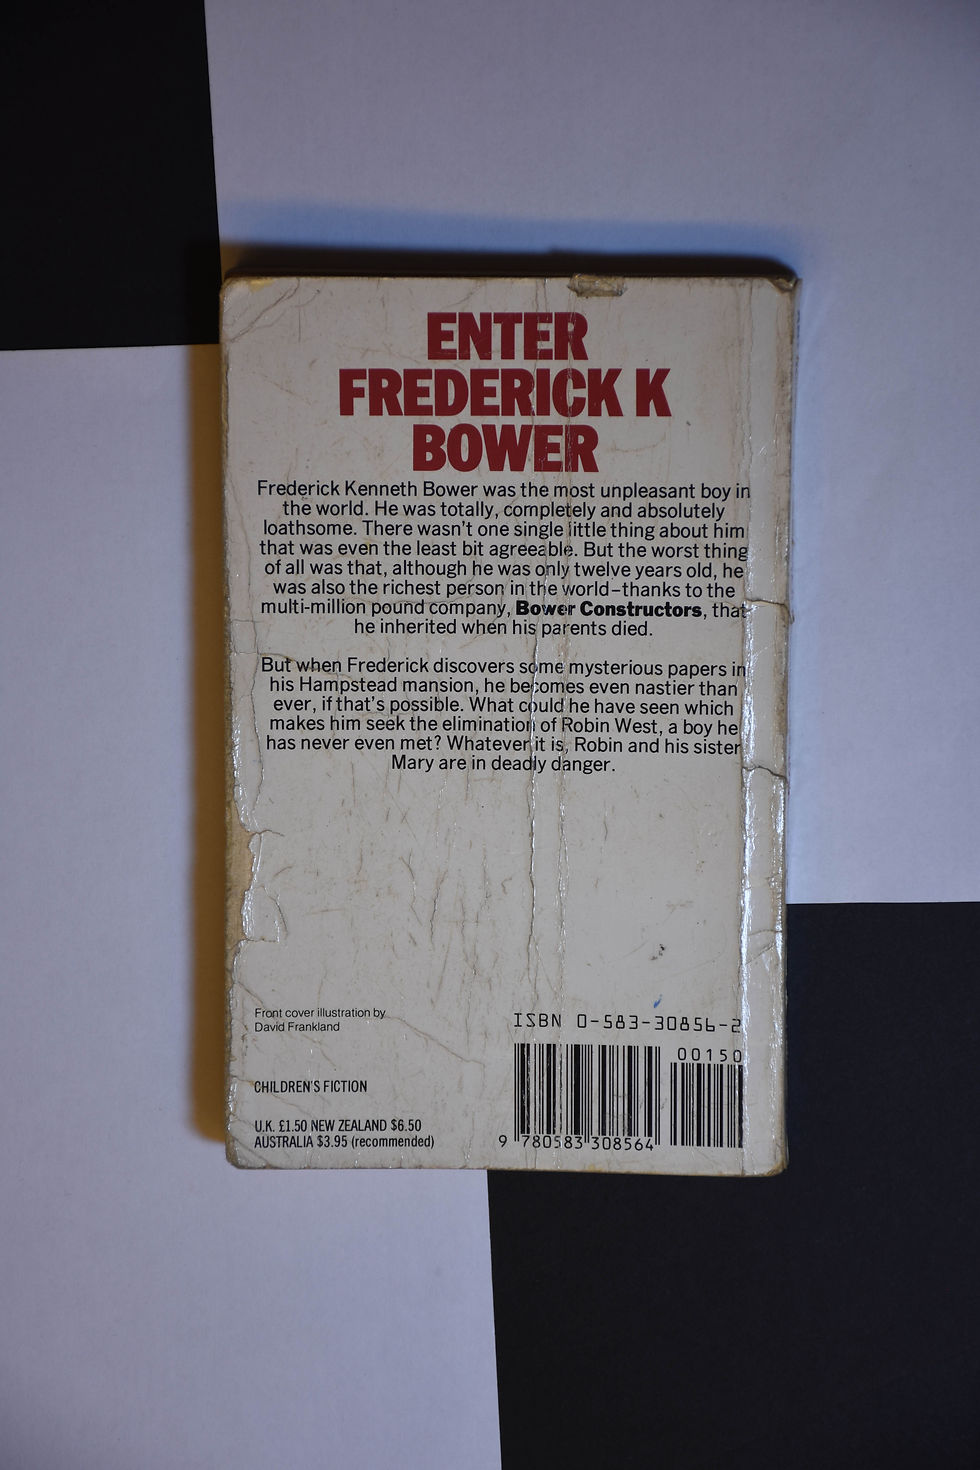 ENTER
FREDERICK K
BOWER
Frederick Kenneth Bower was the most unpleasant boy in
the world. He was totally, completely and absolutely
loathsome. There wasn't one single little thing about him
that was even the least bit agreeable. But the worst thing
of all was that, although he was only twelve years old, he
was also the richest person in the world–thanks to the
multi-million pound company, Bower Constructors, that
he inherited when his parents died.
But when Frederick discovers some mysterious papers in
his Hampstead mansion, he becomes even nastier than
ever, if that's possible. What could he have seen which
makes him seek the elimination of Robin West, a boy he
has never even met? Whatever it is, Robin and his sister
Mary are in deadly danger.
Front cover illustration by
David Frankland
ISBN 0-583-30856-2
00150
CHILDREN'S FICTION
U.K. £1.50 NEW ZEALAND $6.50
AUSTRALIA $3.95 (recommended)
9 780583 308564